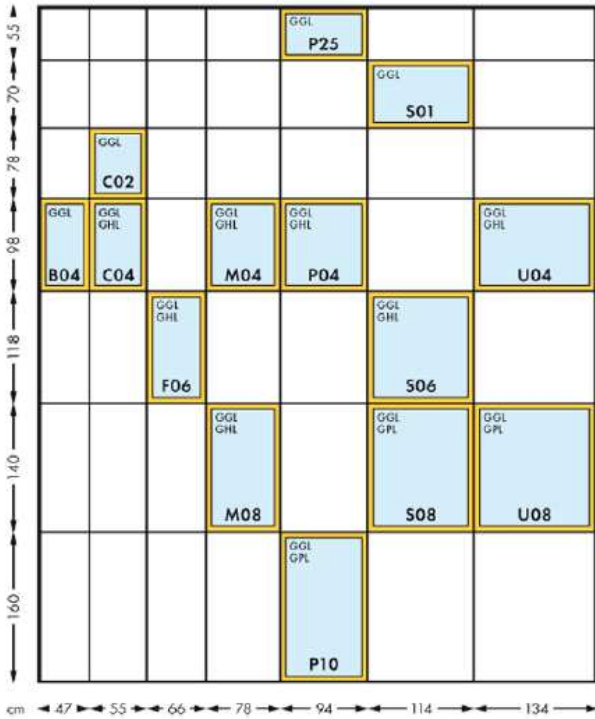 55
GGL
P25
70
GGL
S01
78
GGL
C02
98
GGL
B04
GGL
GHL
C04
GGL
GHL
M04
GGL
GHL
P04
GGL
GHL
U04
118
GGL
GHL
F06
GGL
GHL
S06
140
GGL
GHL
M08
GGL
GPL
S08
GGL
GPL
U08
160
GGL
GPL
P10
cm 47 55 66 78 94 114 134